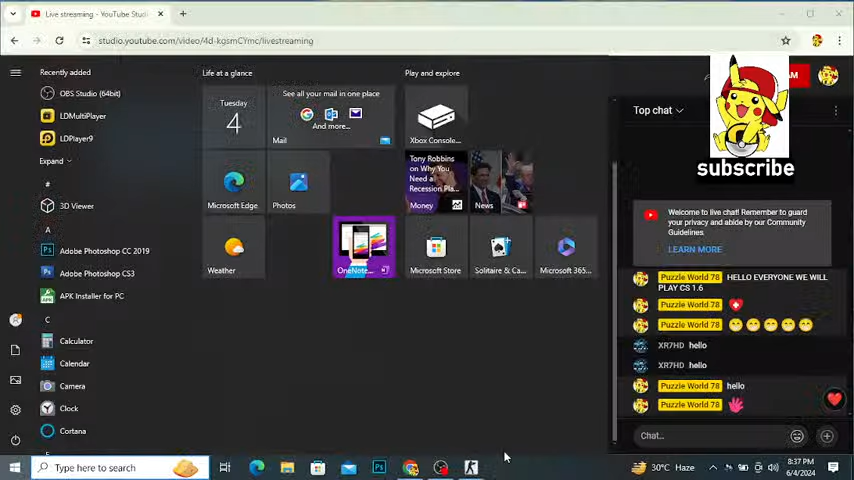 Live streaming - YouTube Studi
studio.youtube.com/video/4d-kgsmCYmc/livestreaming
Recently added
OBS Studio (64bit)
LDMultiPlayer
LDPlayer9
Expand
#
3D Viewer
A
Adobe Photoshop CC 2019
Adobe Photoshop CS3
APK Installer for PC
C
Calculator
Calendar
Camera
Clock
Cortana
Life at a glance
Tuesday
4
See all your mail in one place
And more...
Mail
Microsoft Edge
Photos
Weather
OneNote...
Play and explore
Xbox Console...
Tony Robbins
on Why You
Need a
Recession Pla...
Money
News
Microsoft Store
Solitaire & Ca...
Microsoft 365...
AM
subscribe
Top chat
Welcome to live chat! Remember to guard
your privacy and abide by our Community
Guidelines.
LEARN MORE
Puzzle World 78 HELLO EVERYONE WE WILL
PLAY CS 1.6
Puzzle World 78
Puzzle World 78
XR7HD hello
XR7HD hello
Puzzle World 78 hello
Puzzle World 78
Chat...
Type here to search
30°C Haze
8:37 PM
6/4/2024